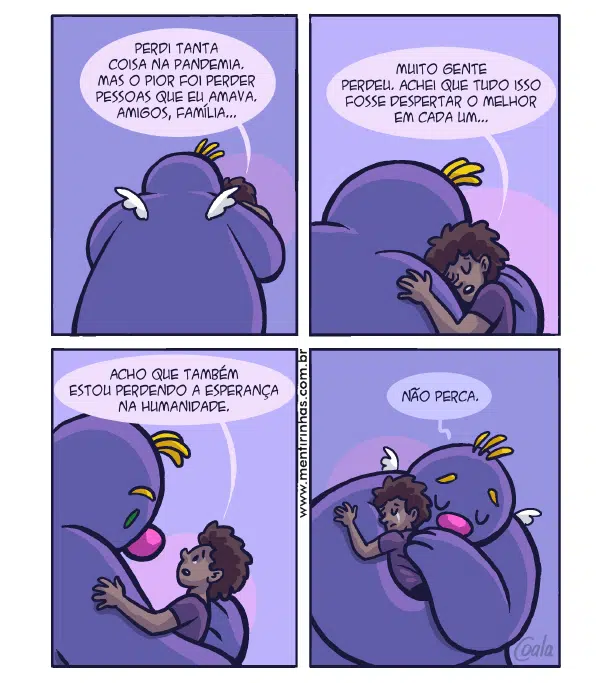 PERDI TANTA
COISA NA PANDEMIA.
MAS O PIOR FOI PERDER
PESSOAS QUE EU AMAVA.
AMIGOS, FAMÍLIA...
MUITO GENTE
PERDEU. ACHEI QUE TUDO ISSO
FOSSE DESPERTAR O MELHOR
EM CADA UM...
ACHO QUE TAMBÉM
ESTOU PERDENDO A ESPERANÇA
NA HUMANIDADE.
www.mentirinhas.com.br
NÃO PERCA.
Coala